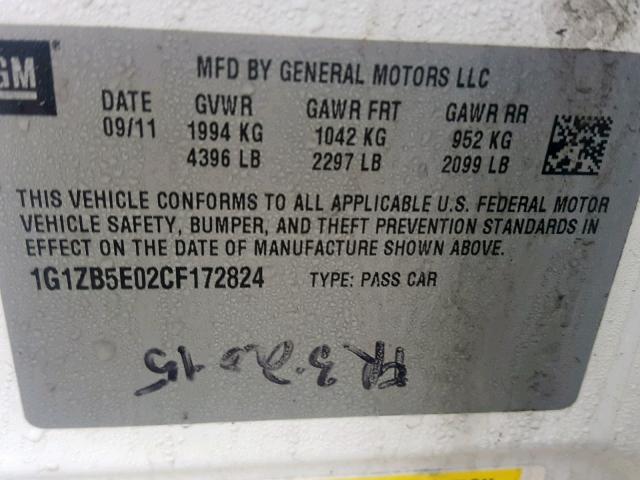 GM
MFD BY GENERAL MOTORS LLC
DATE GVWR GAWR FRT GAWR RR
09/11 1994 KG 1042 KG 952 KG
4396 LB 2297 LB 2099 LB
THIS VEHICLE CONFORMS TO ALL APPLICABLE U.S. FEDERAL MOTOR
VEHICLE SAFETY, BUMPER, AND THEFT PREVENTION STANDARDS IN
EFFECT ON THE DATE OF MANUFACTURE SHOWN ABOVE.
1G1ZB5E02CF172824 TYPE: PASS CAR